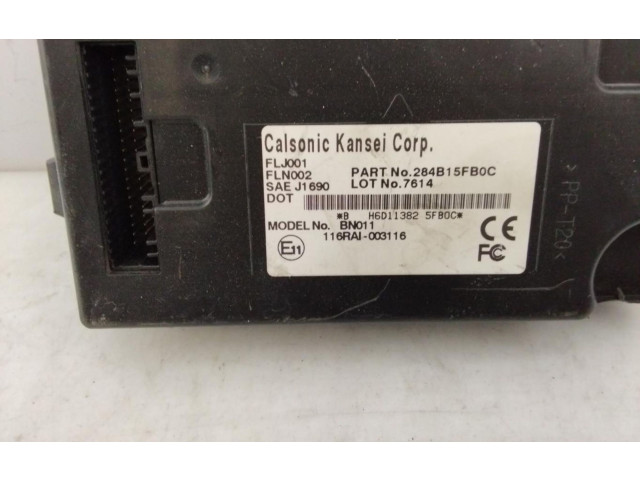 Calsonic Kansei Corp.
FLJ001
FLN002 PART No.284B15FB0C
SAE J1690 LOT No.7614
DOT
*B H6D11382 5FB0C*
MODEL No. BN011
116RAI-003116
E11
CE
FC
>PP-T20<